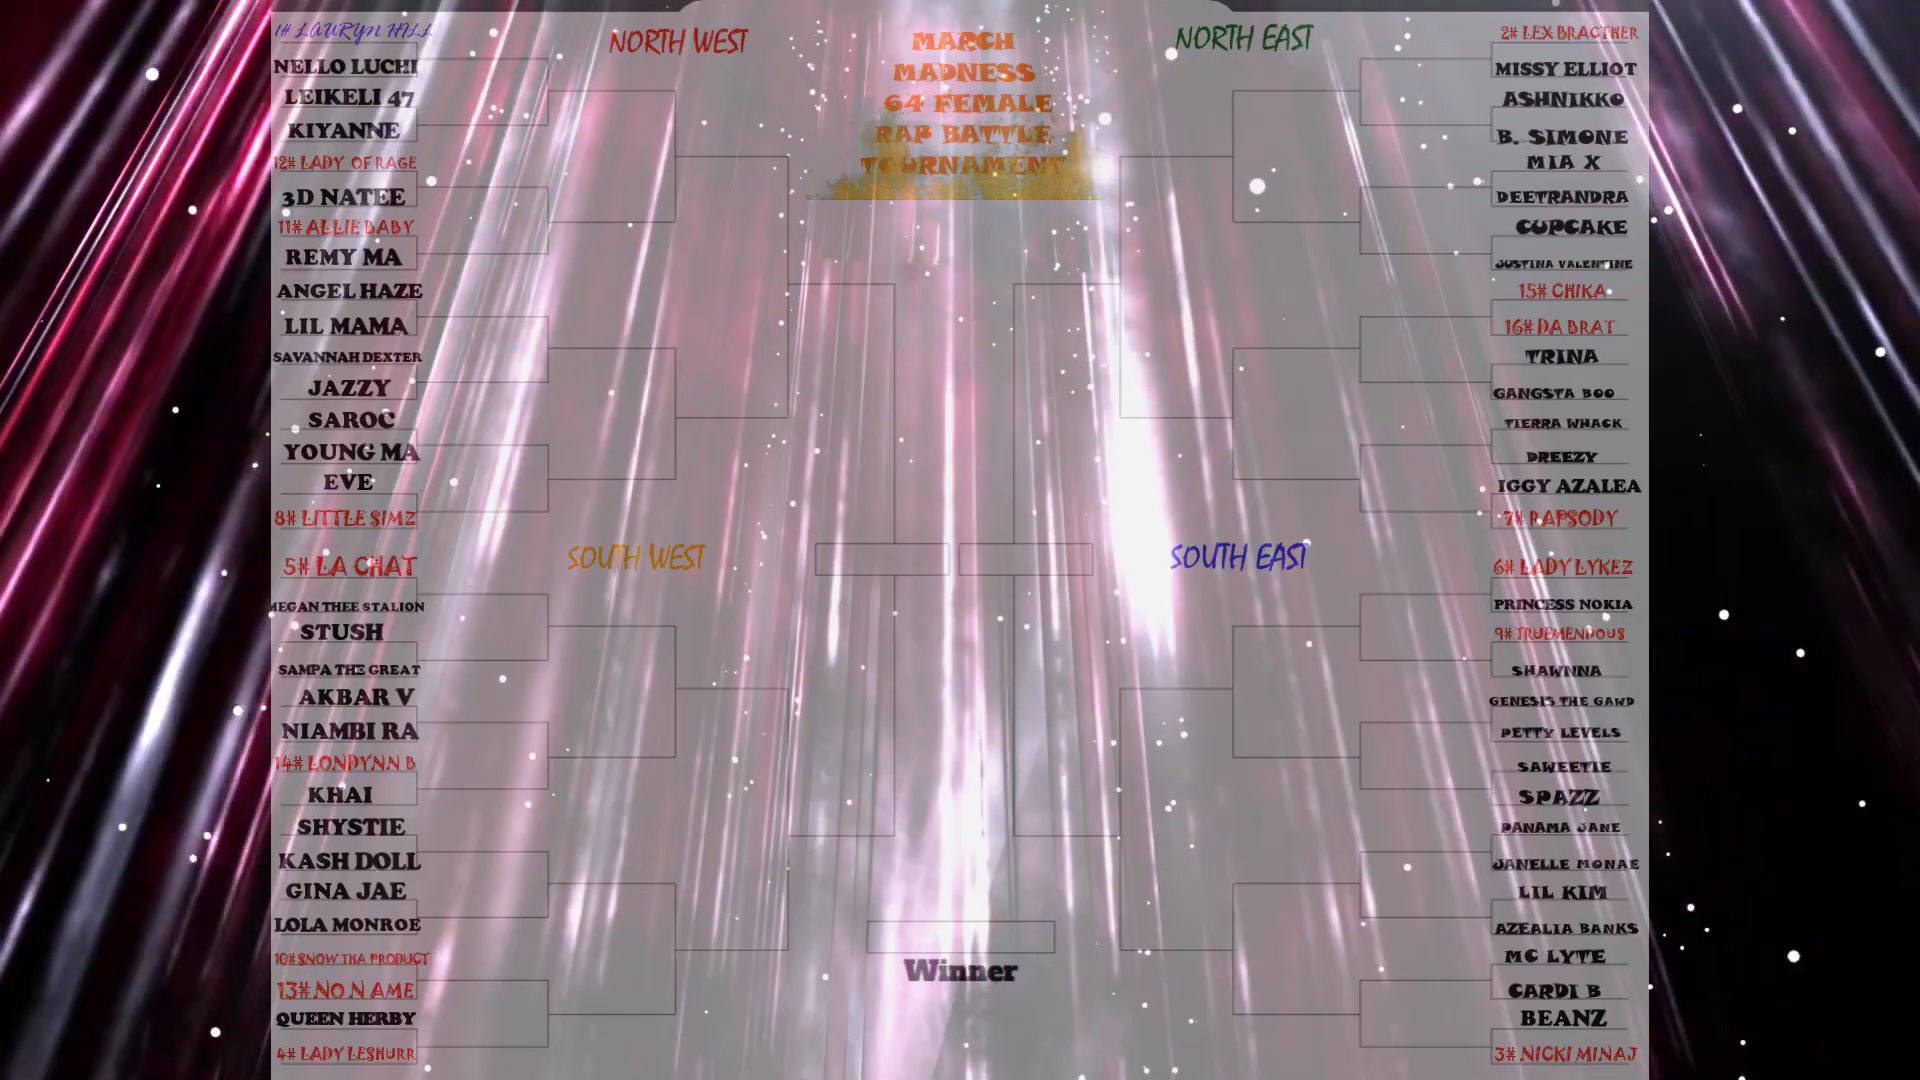 1# LAURYN HILL
NELLO LUCHI
LEIKELI 47
KIYANNE
12# LADY OF RAGE
3D NATEE
11# ALLIE BABY
REMY MA
ANGEL HAZE
LIL MAMA
SAVANNAH DEXTER
JAZZY
SAROC
YOUNG MA
EVE
8# LITTLE SIMZ
NORTH WEST
MARCH
MADNESS
64 FEMALE
RAP BATTLE
TOURNAMENT
NORTH EAST
2# LEX BRACTHER
MISSY ELLIOT
ASHNIKKO
B. SIMONE
MIA X
DEETRANDRA
CUPCAKE
JUSTINA VALENTINE
15# CHIKA
16# DA BRAT
TRINA
GANGSTA BOO
TIERRA WHACK
DREEZY
IGGY AZALEA
7# RAPSODY
SOUTH WEST
5# LA CHAT
MEGAN THEE STALION
STUSH
SAMPA THE GREAT
AKBAR V
NIAMBI RA
14# LONDYNN B
KHAI
SHYSTIE
KASH DOLL
GINA JAE
LOLA MONROE
10# SNOW THA PRODUCT
13# NO N AME
QUEEN HERBY
4# LADY LESHURR
SOUTH EAST
6# LADY LYKEZ
PRINCESS NOKIA
9# TRUEMENDOUS
SHAWNNA
GENESIS THE GAWD
PETTY LEVELS
SAWEETIE
SPAZZ
PANAMA JANE
JANELLE MONAE
LIL KIM
AZEALIA BANKS
MC LYTE
CARDI B
BEANZ
3# NICKI MINAJ
Winner